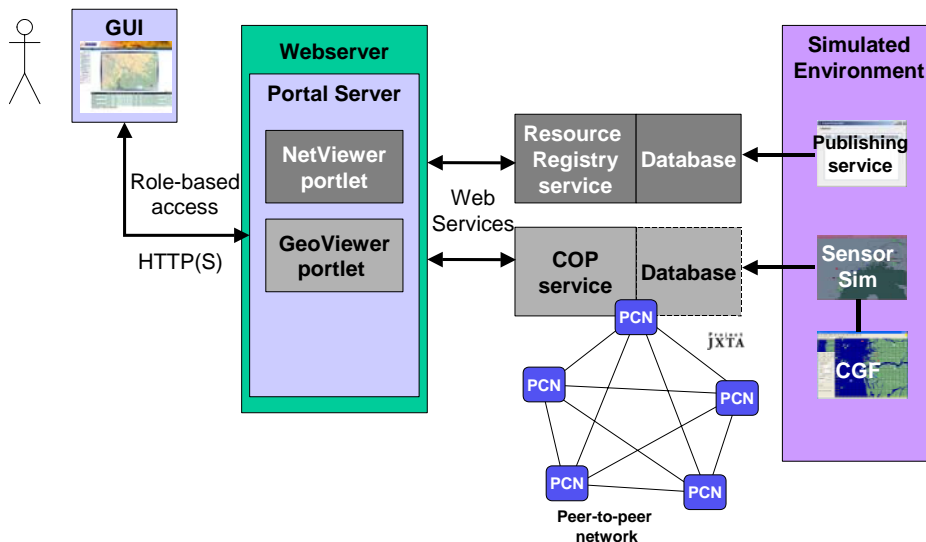 GUI
Role-based
access
HTTP(S)
Webserver
Portal Server
NetViewer
portlet
GeoViewer
portlet
Web
Services
Resource
Registry
service
Database
COP
service
Database
PCN
Project
JXTA
PCN
PCN
PCN
PCN
Peer-to-peer
network
Simulated
Environment
Publishing
service
Sensor
Sim
CGF